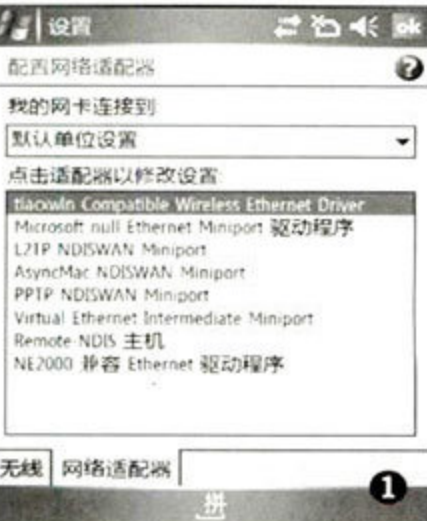 设置
ok
配置网络适配器
?
我的网卡连接到
默认单位设置
点击适配器以修改设置
tiacxwln Compatible Wireless Ethernet Driver
Microsoft null Ethernet Miniport 驱动程序
L2TP NDISWAN Miniport
AsyncMac NDISWAN Miniport
PPTP NDISWAN Miniport
Virtual Ethernet Intermediate Miniport
Remote NDIS 主机
NE2000 兼容 Ethernet 驱动程序
无线 网络适配器
拼
1